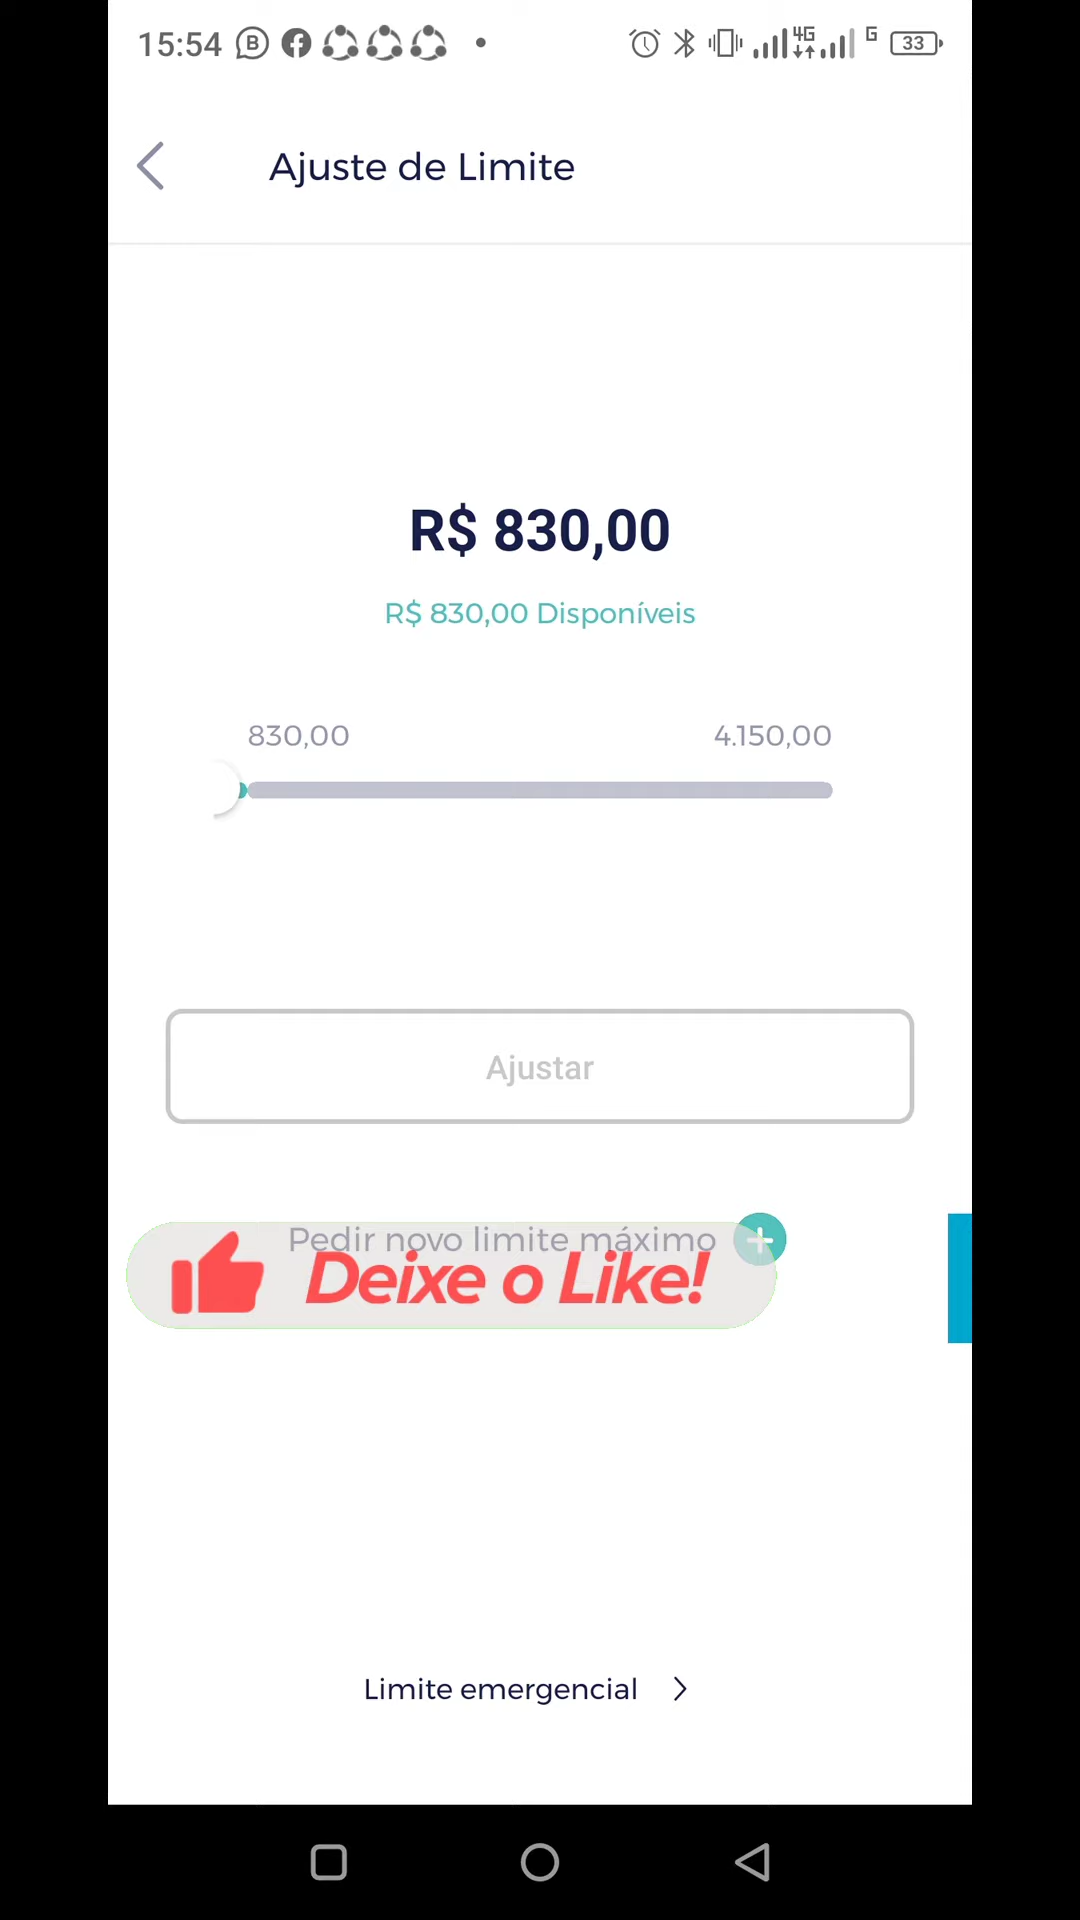 15:54 4G G 33
Ajuste de Limite
R$ 830,00
R$ 830,00 Disponíveis
830,00 4.150,00
Ajustar
Pedir novo limite máximo
Deixe o Like!
Limite emergencial